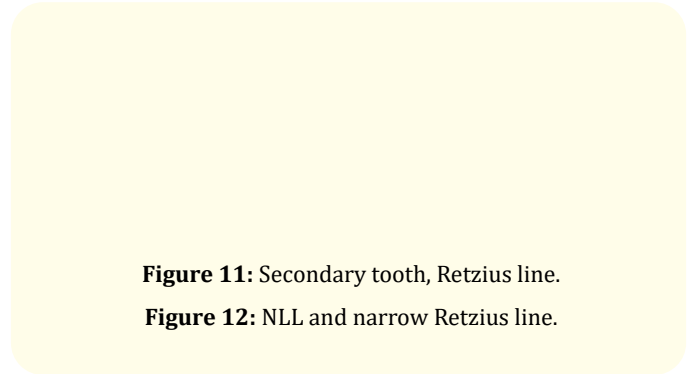 Figure 11: Secondary tooth, Retzius line.
Figure 12: NLL and narrow Retzius line.